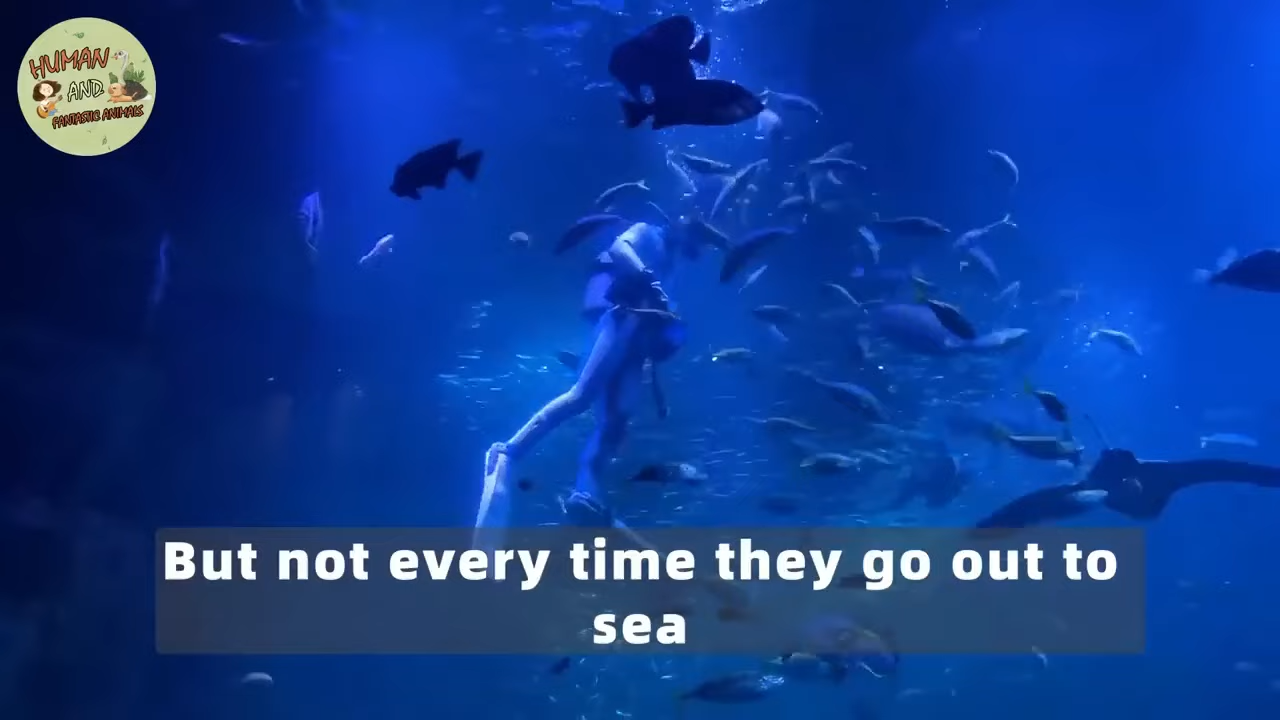 HUMAN
AND
FANTASTIC ANIMALS
But not every time they go out to
sea